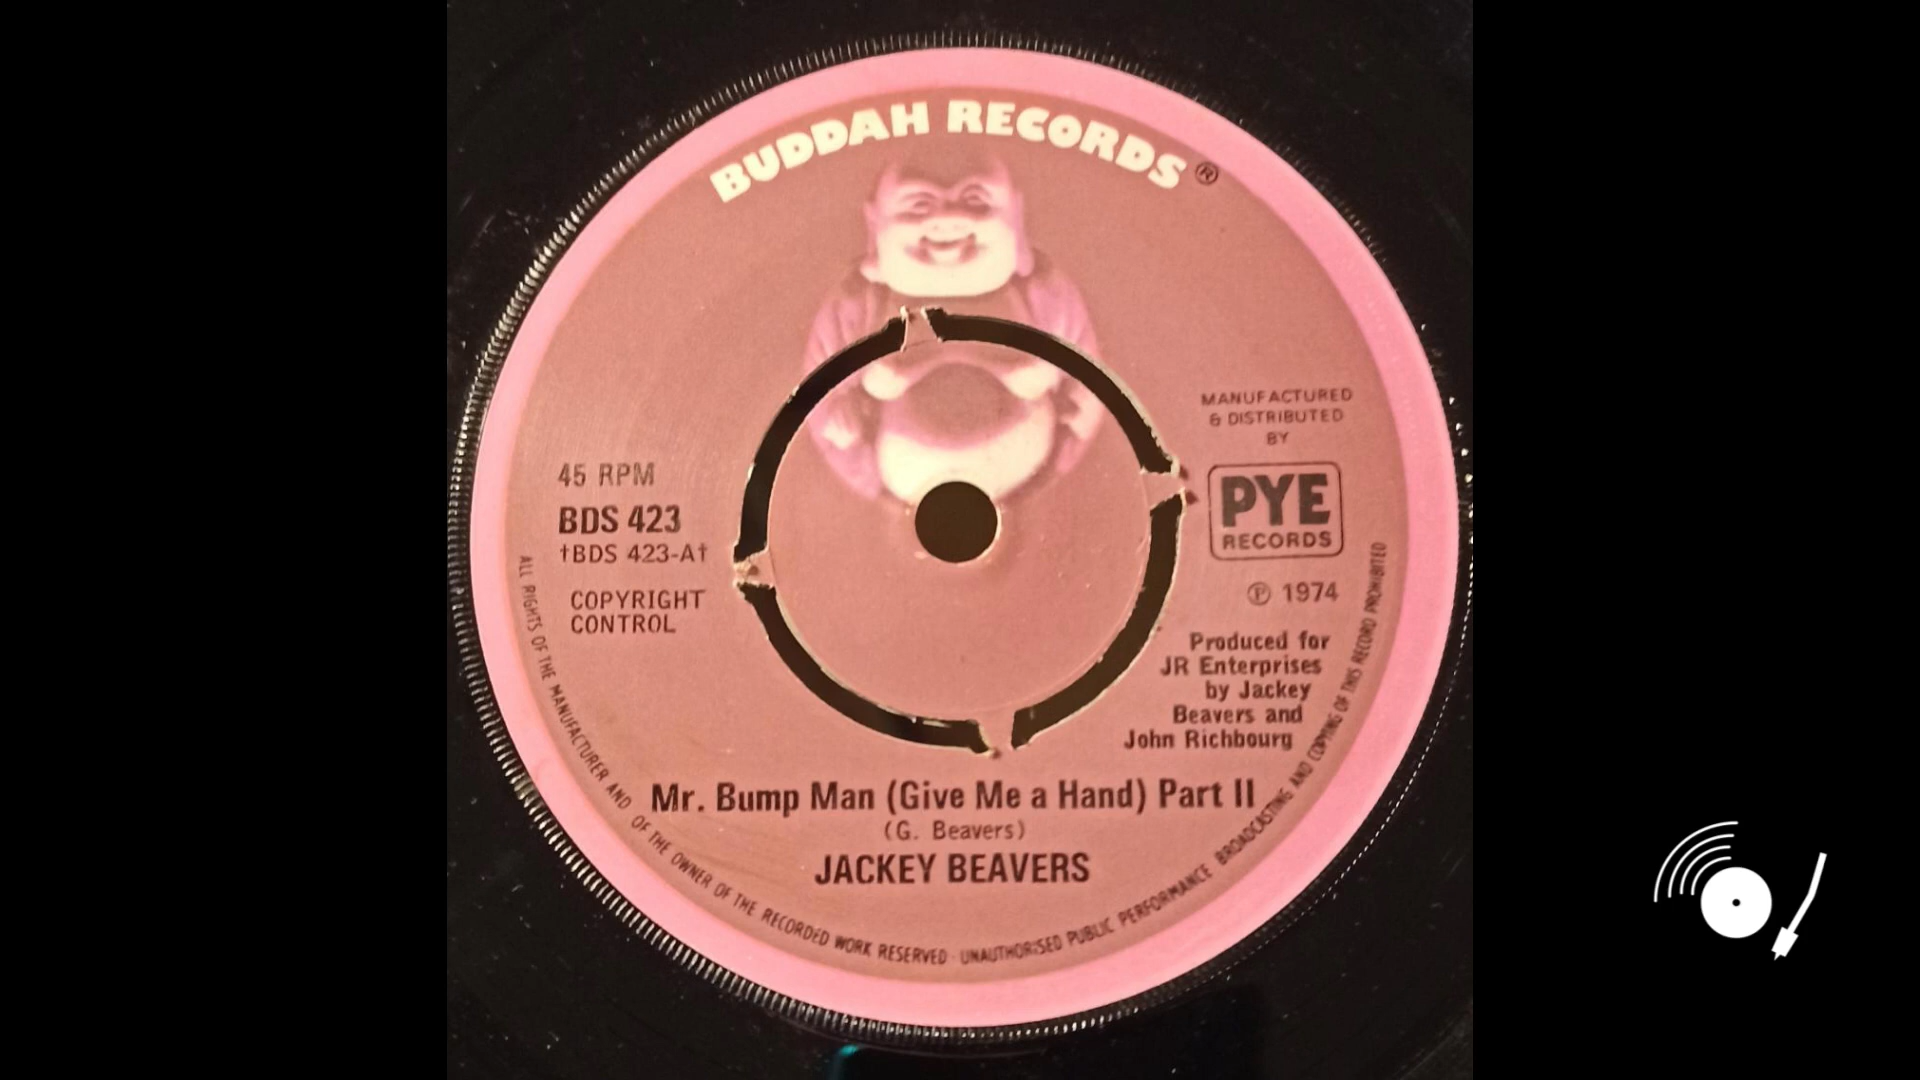 BUDDAH RECORDS®
MANUFACTURED
& DISTRIBUTED
BY
PYE
RECORDS
℗ 1974
45 RPM
BDS 423
†BDS 423-A†
COPYRIGHT
CONTROL
Produced for
JR Enterprises
by Jackey
Beavers and
John Richbourg
Mr. Bump Man (Give Me a Hand) Part II
(G. Beavers)
JACKEY BEAVERS
ALL RIGHTS OF THE MANUFACTURER AND OF THE OWNER OF THE RECORDED WORK RESERVED · UNAUTHORISED PUBLIC PERFORMANCE BROADCASTING AND COPYING OF THIS RECORD PROHIBITED